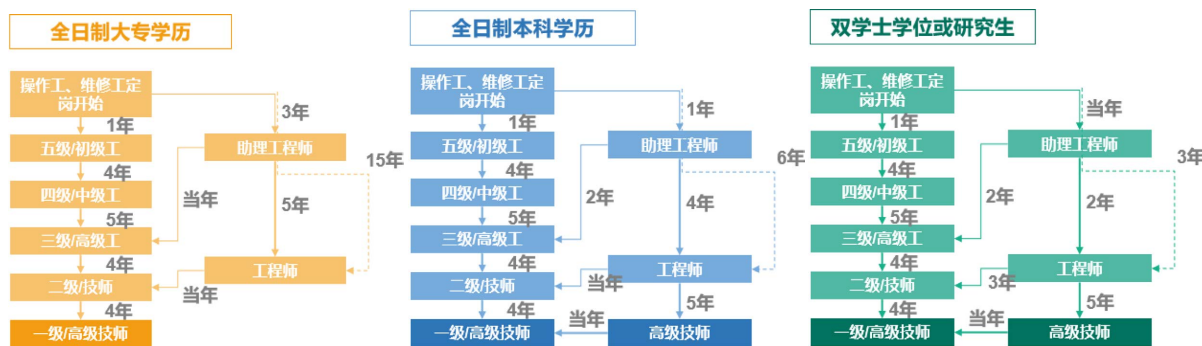 全日制大专学历
操作工、维修工定
岗开始
3年
1年
五级/初级工
助理工程师
15年
4年
四级/中级工
当年
5年
5年
三级/高级工
4年
工程师
二级/技师
当年
4年
一级/高级技师
全日制本科学历
操作工、维修工定
岗开始
1年
1年
五级/初级工
助理工程师
4年
四级/中级工
2年
4年
5年
三级/高级工
4年
工程师
二级/技师
当年
4年
5年
一级/高级技师
当年
高级技师
双学士学位或研究生
操作工、维修工定
岗开始
当年
1年
五级/初级工
助理工程师
6年
3年
4年
四级/中级工
2年
2年
5年
三级/高级工
4年
工程师
二级/技师
3年
4年
5年
一级/高级技师
当年
高级技师